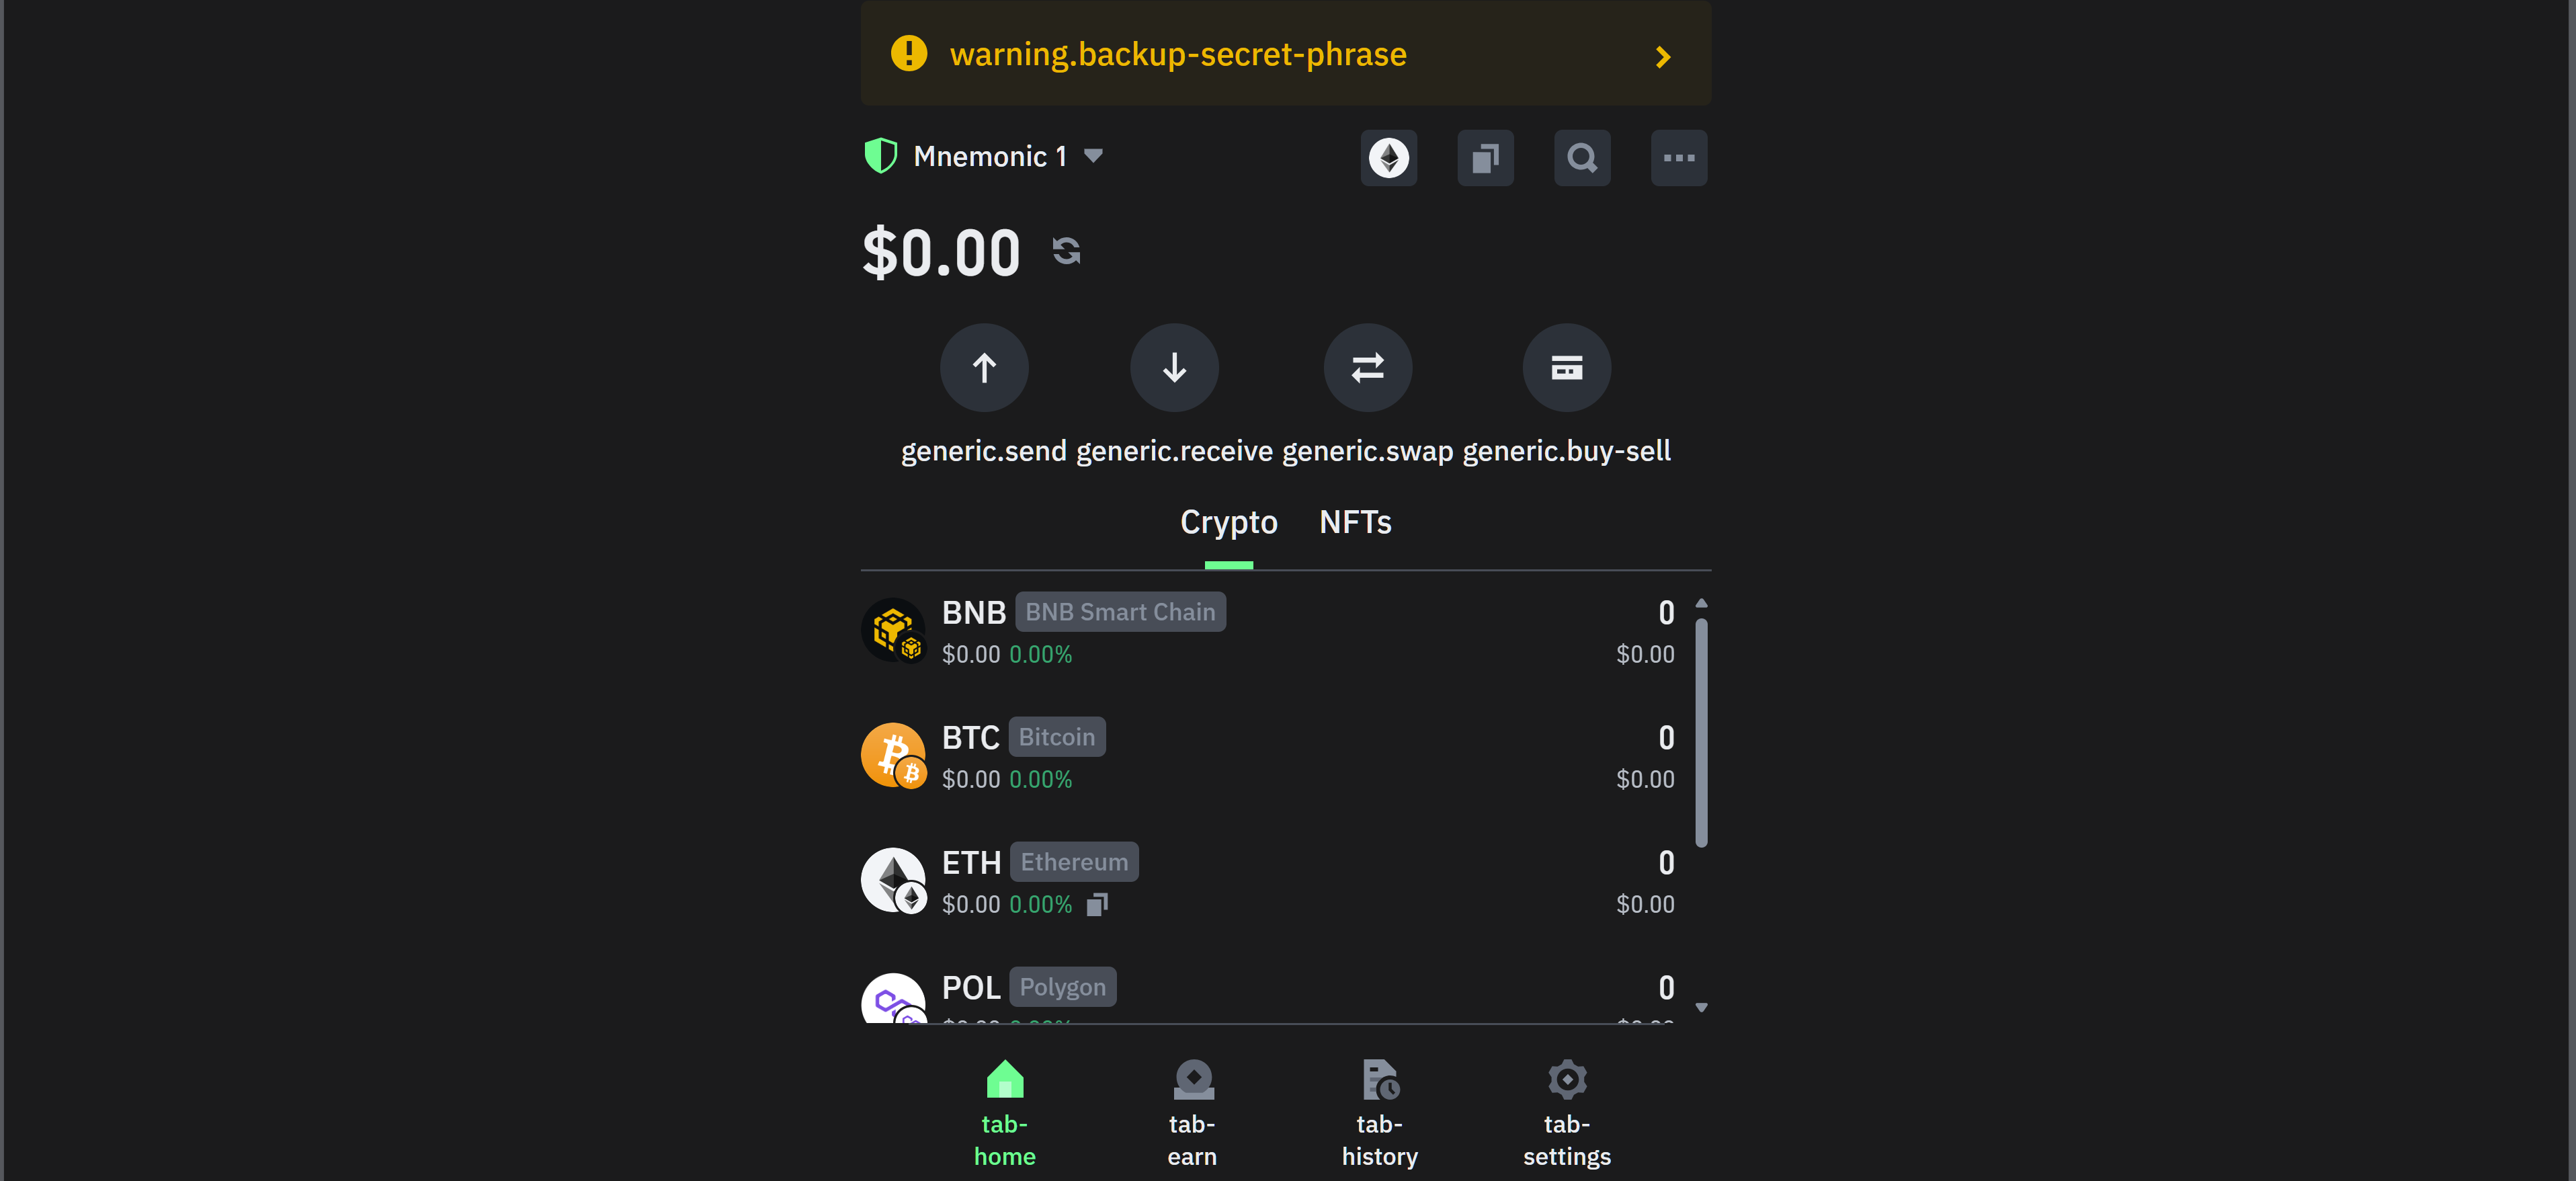 warning.backup-secret-phrase
Mnemonic 1
$0.00
generic.send generic.receive generic.swap generic.buy-sell
Crypto NFTs
BNB BNB Smart Chain 0
$0.00 0.00% $0.00
BTC Bitcoin 0
$0.00 0.00% $0.00
ETH Ethereum 0
$0.00 0.00% $0.00
POL Polygon 0
tab-home tab-earn tab-history tab-settings